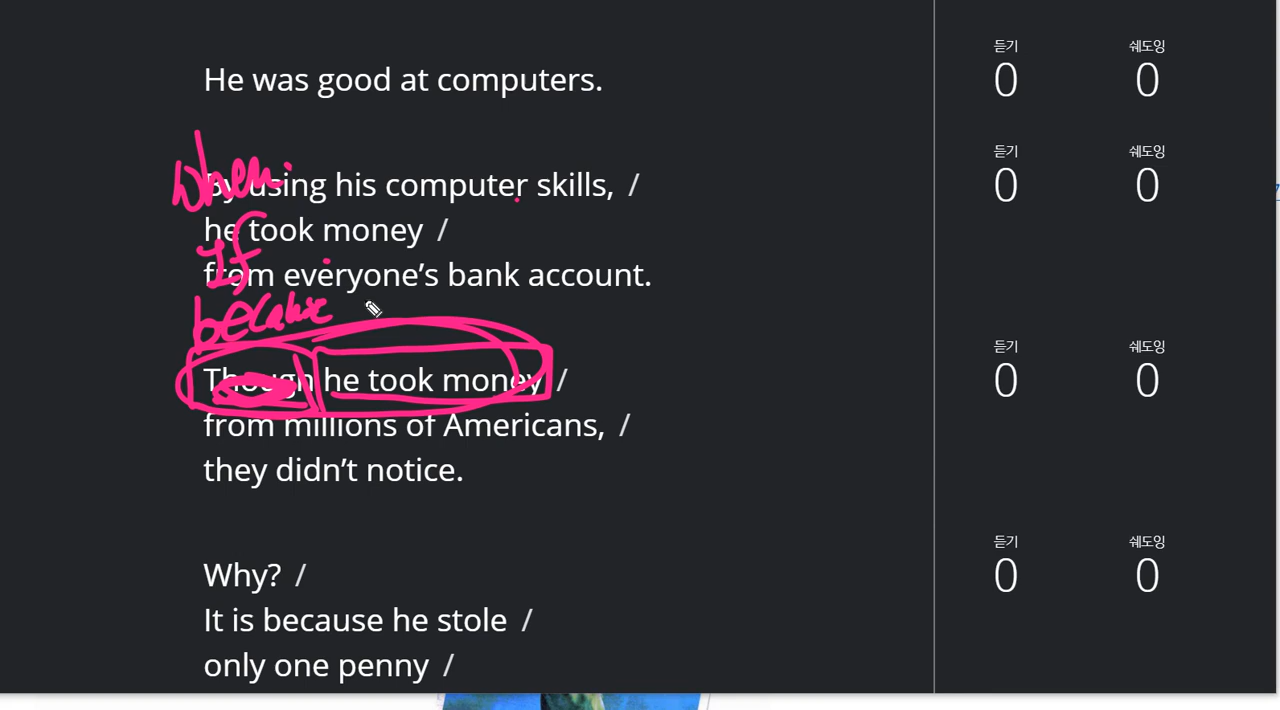 He was good at computers.
듣기 쉐도잉
0 0
when
By using his computer skills, /
듣기 쉐도잉
0 0
he took money /
If
from everyone's bank account.
because
Though he took money /
듣기 쉐도잉
0 0
from millions of Americans, /
they didn't notice.
Why? /
듣기 쉐도잉
0 0
It is because he stole /
only one penny /